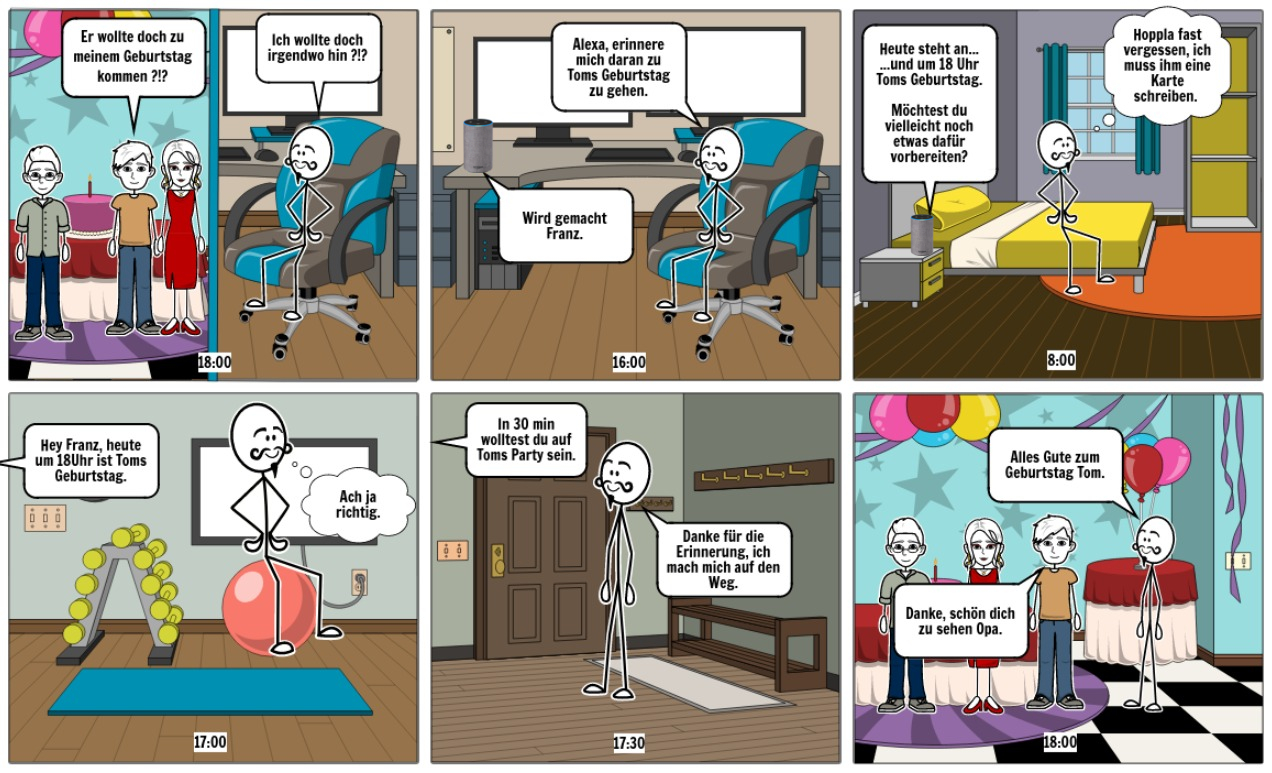 Er wollte doch zu
meinem Geburtstag
kommen ?!?
Ich wollte doch
irgendwo hin ?!?
18:00
Alexa, erinnere
mich daran zu
Toms Geburtstag
zu gehen.
Wird gemacht
Franz.
16:00
Heute steht an...
...und um 18 Uhr
Toms Geburtstag.
Möchtest du
vielleicht noch
etwas dafür
vorbereiten?
Hoppla fast
vergessen, ich
muss ihm eine
Karte
schreiben.
8:00
Hey Franz, heute
um 18Uhr ist Toms
Geburtstag.
Ach ja
richtig.
17:00
In 30 min
wolltest du auf
Toms Party sein.
Danke für die
Erinnerung, ich
mach mich auf den
Weg.
17:30
Alles Gute zum
Geburtstag Tom.
Danke, schön dich
zu sehen Opa.
18:00